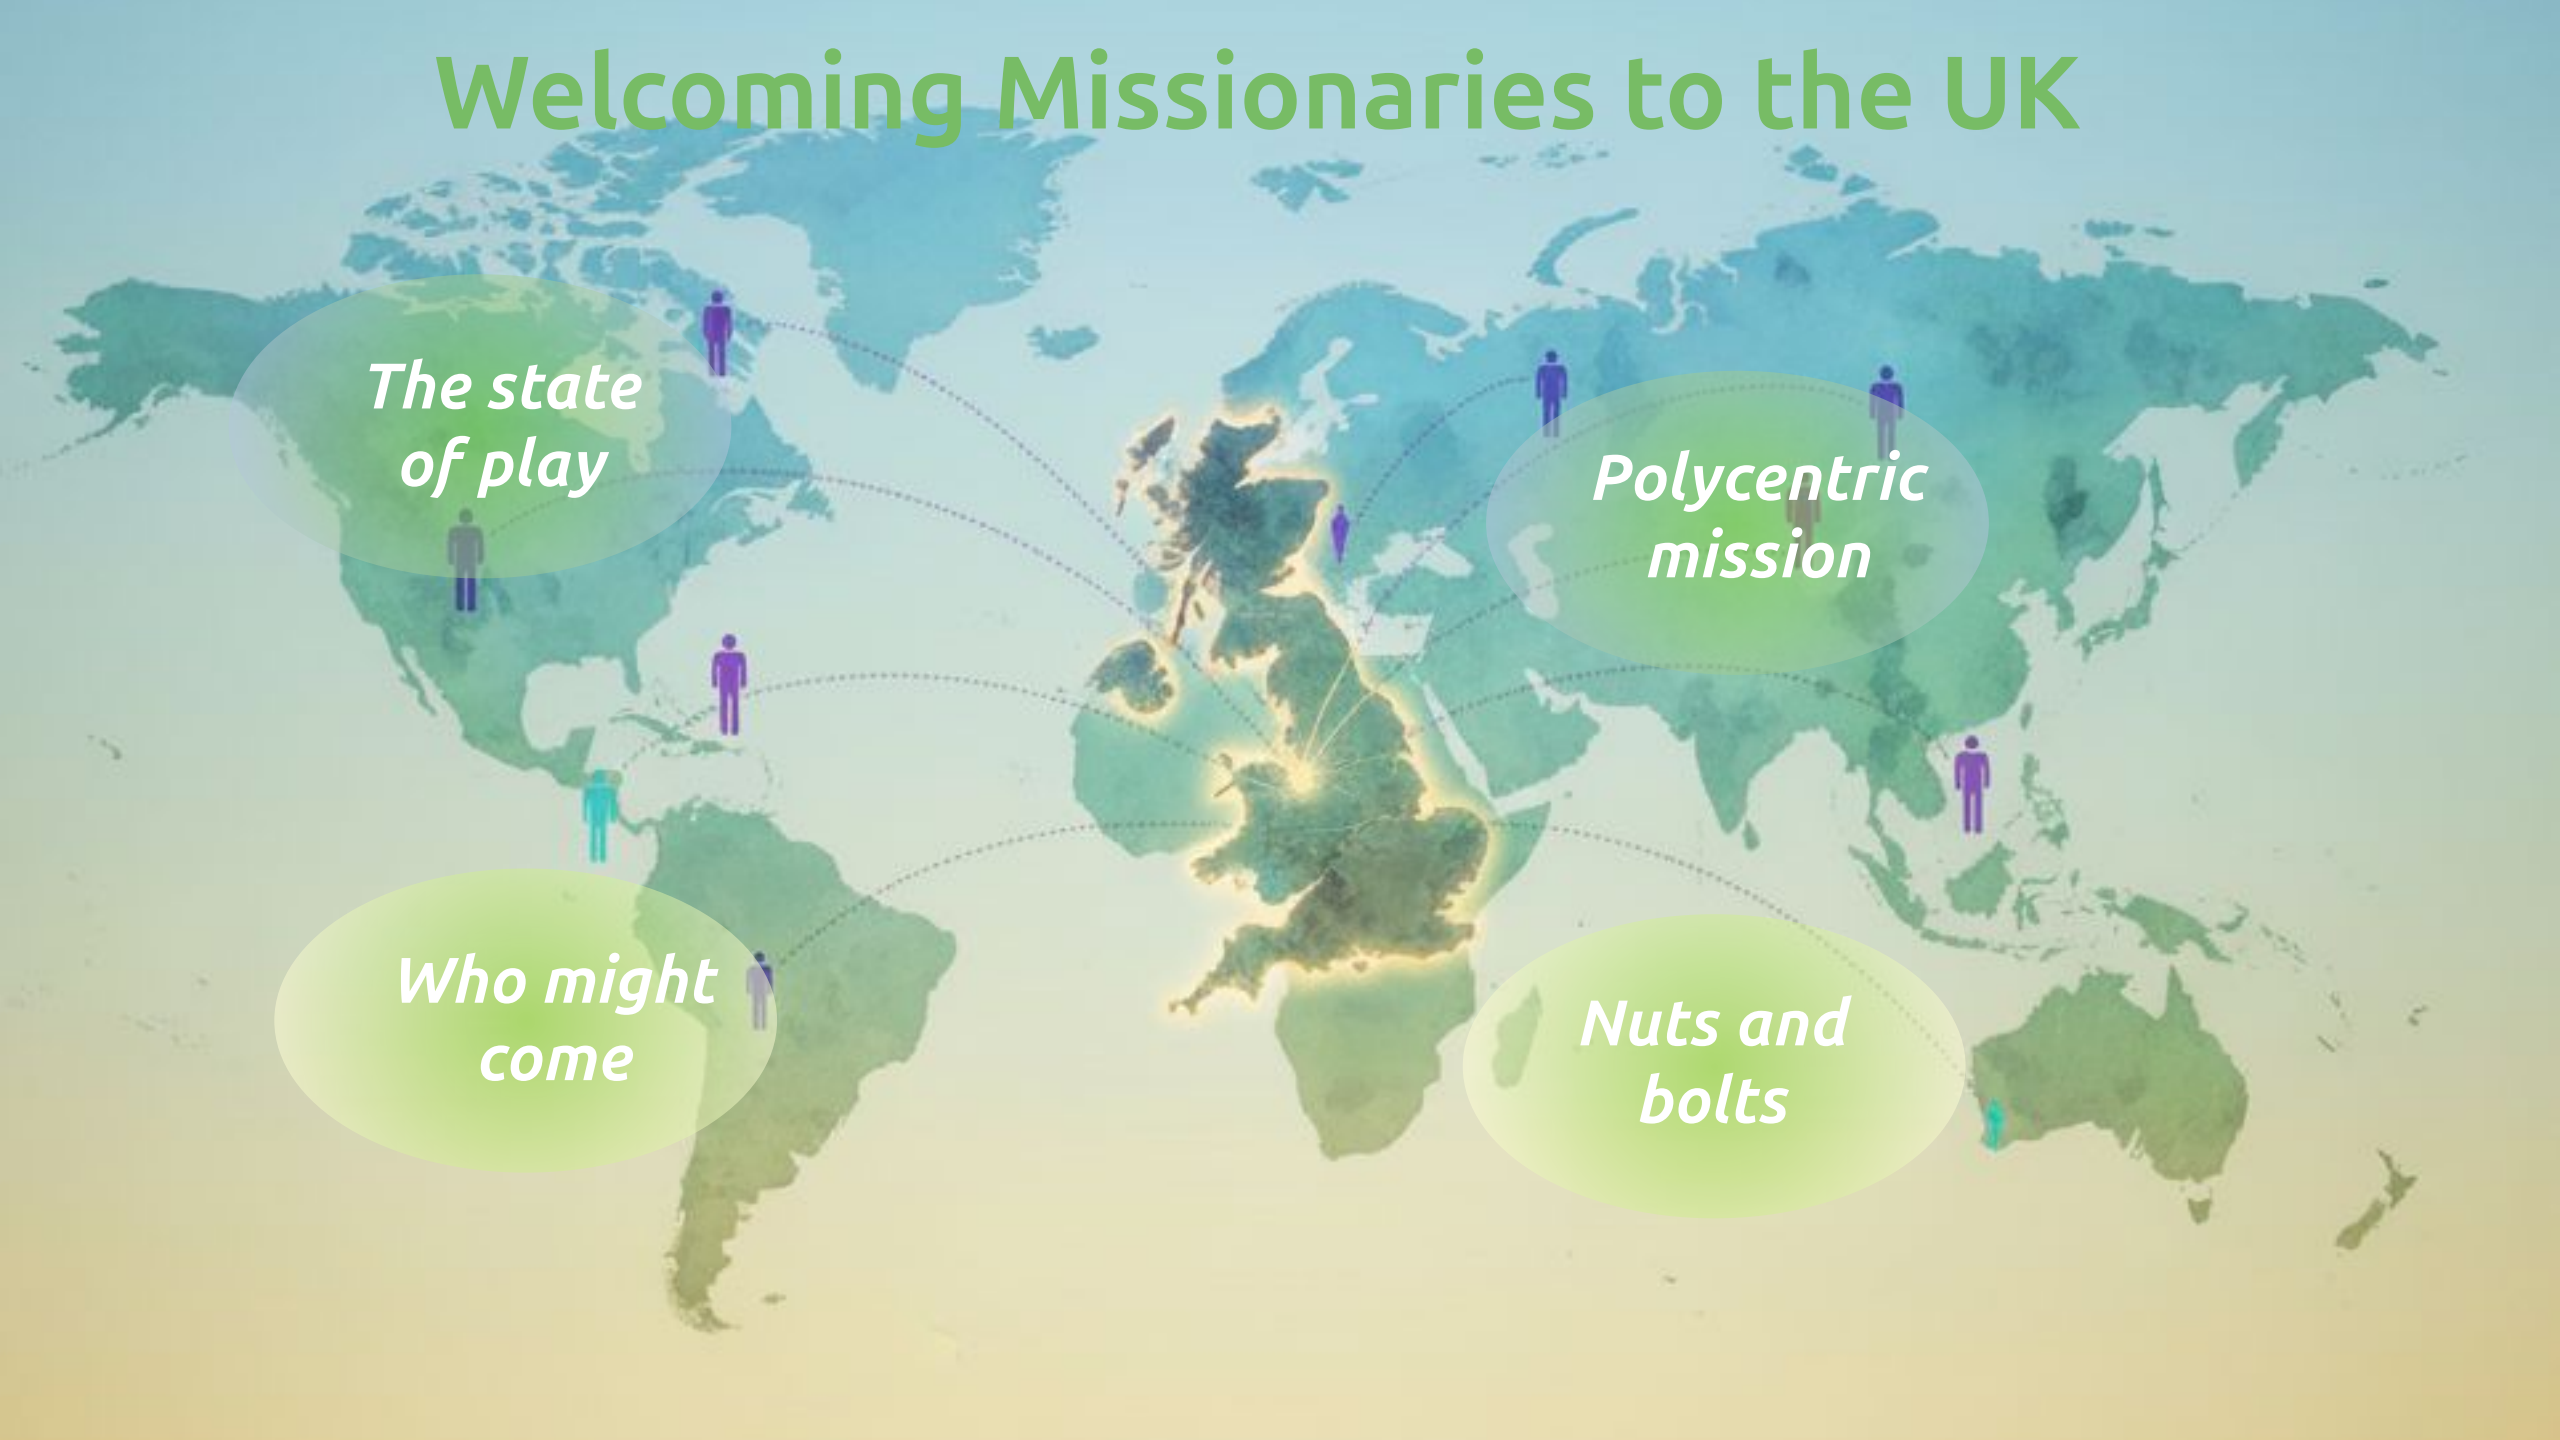 Welcoming Missionaries to the UK
The state
of play
Polycentric
mission
Who might
come
Nuts and
bolts